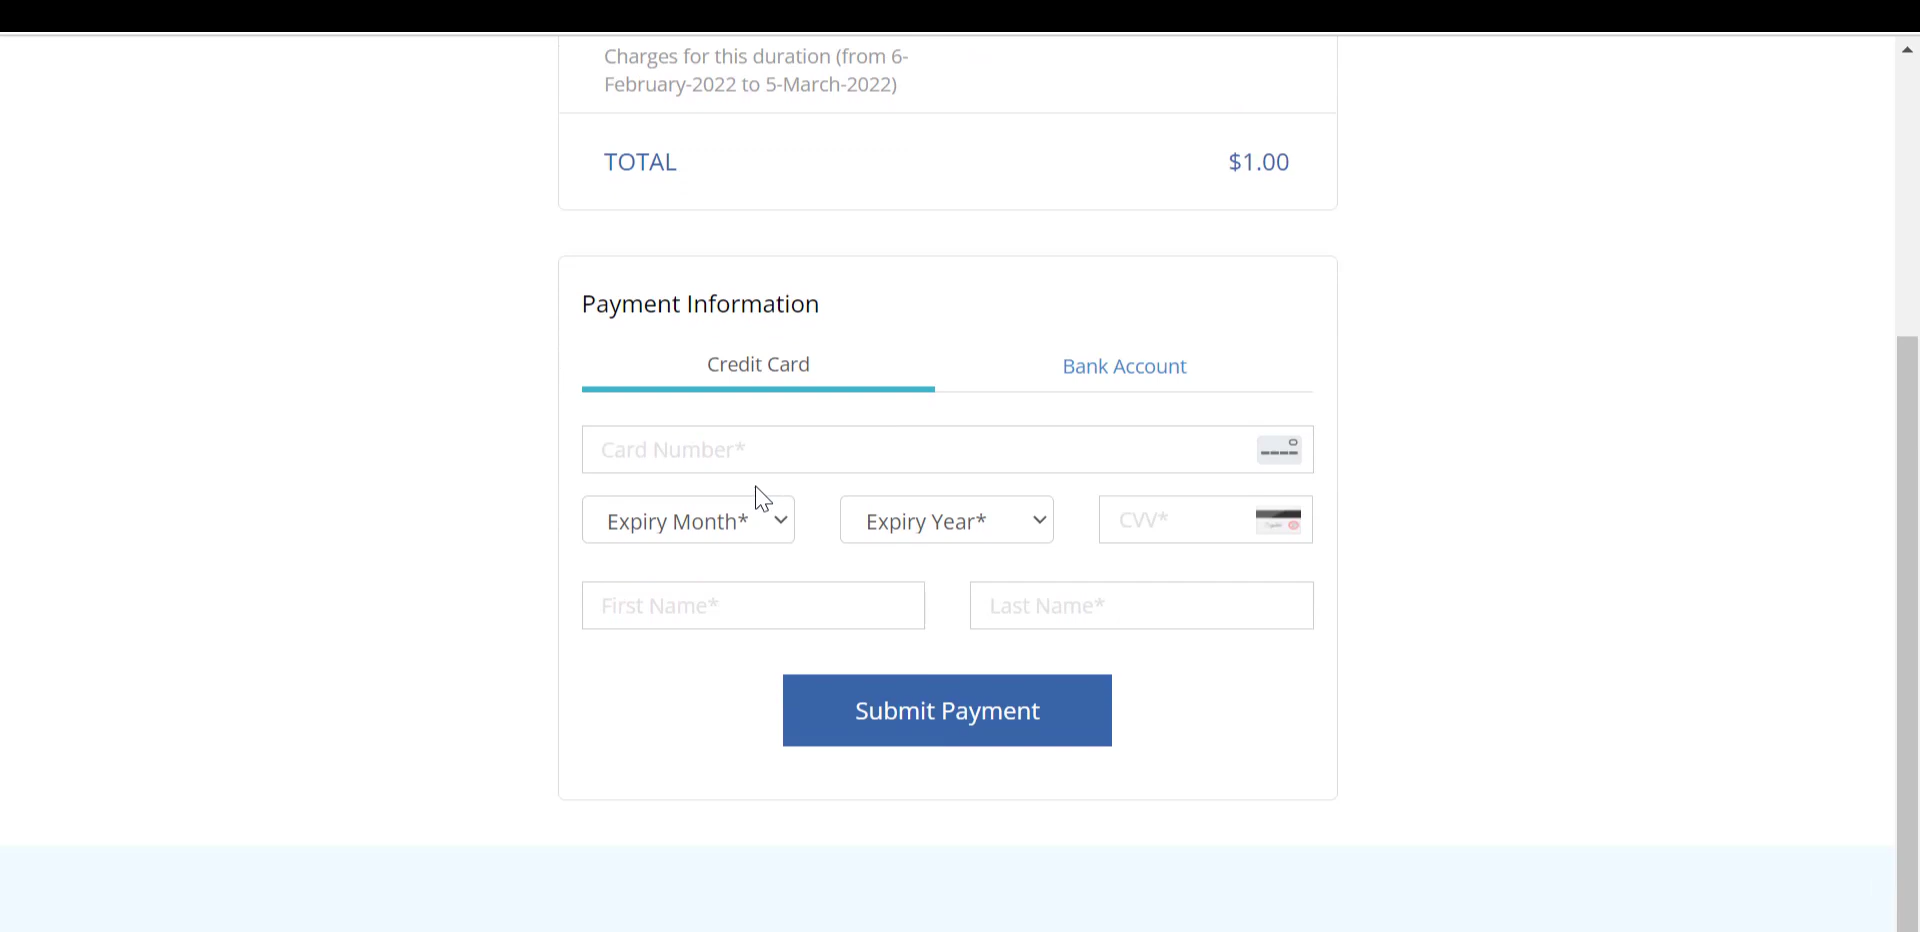 Charges for this duration (from 6-
February-2022 to 5-March-2022)
TOTAL $1.00
Payment Information
Credit Card Bank Account
Card Number*
Expiry Month* Expiry Year* CVV*
First Name* Last Name*
Submit Payment